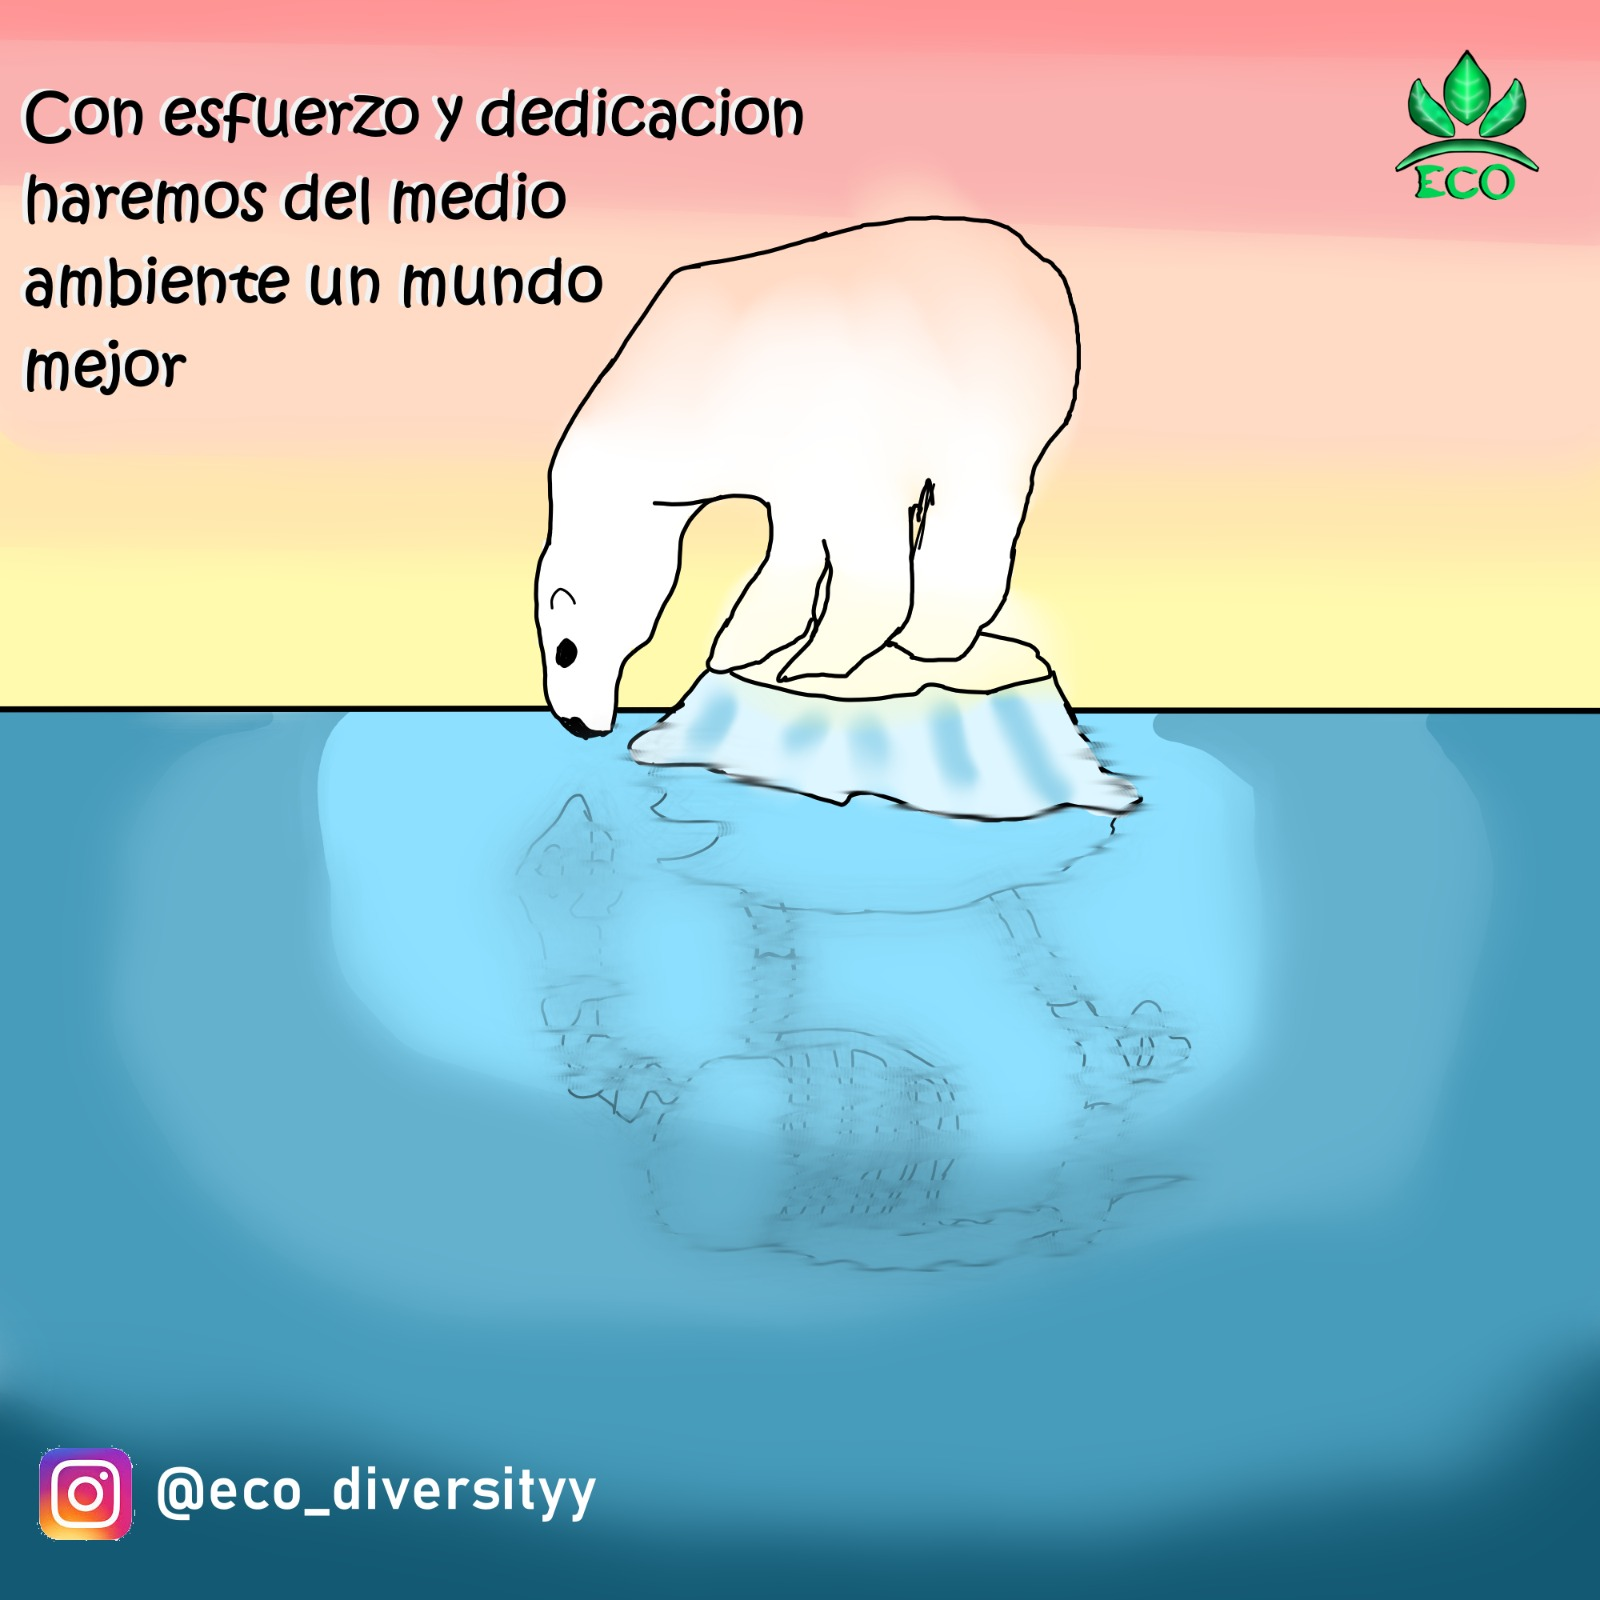 Con esfuerzo y dedicacion
haremos del medio
ambiente un mundo
mejor
ECO
@eco_diversityy